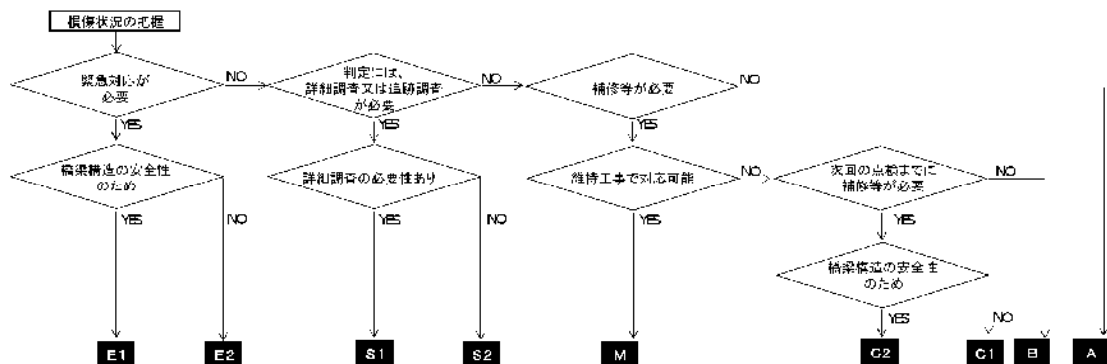 損傷状況の把握
緊急対応が
必要
NO
判定には、
詳細調査又は追跡調査
が必要
NO
補修等が必要
NO
YES
YES
YES
橋梁構造の安全性
のため
詳細調査の必要性あり
維持工事で対応可能
NO
次回の点検までに
補修等が必要
NO
YES
NO
YES
NO
YES
YES
橋梁構造の安全性
のため
YES
NO
E1
E2
S1
S2
M
C2
C1
B
A